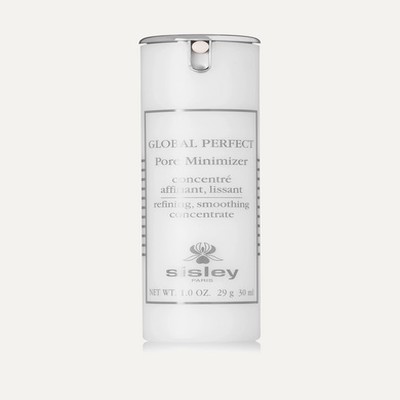 GLOBAL PERFECT
Pore Minimizer
concentré
affinant, lissant
refining, smoothing
concentrate
sisley
PARIS
NET WT. 1.0 OZ. 29 g 30 ml